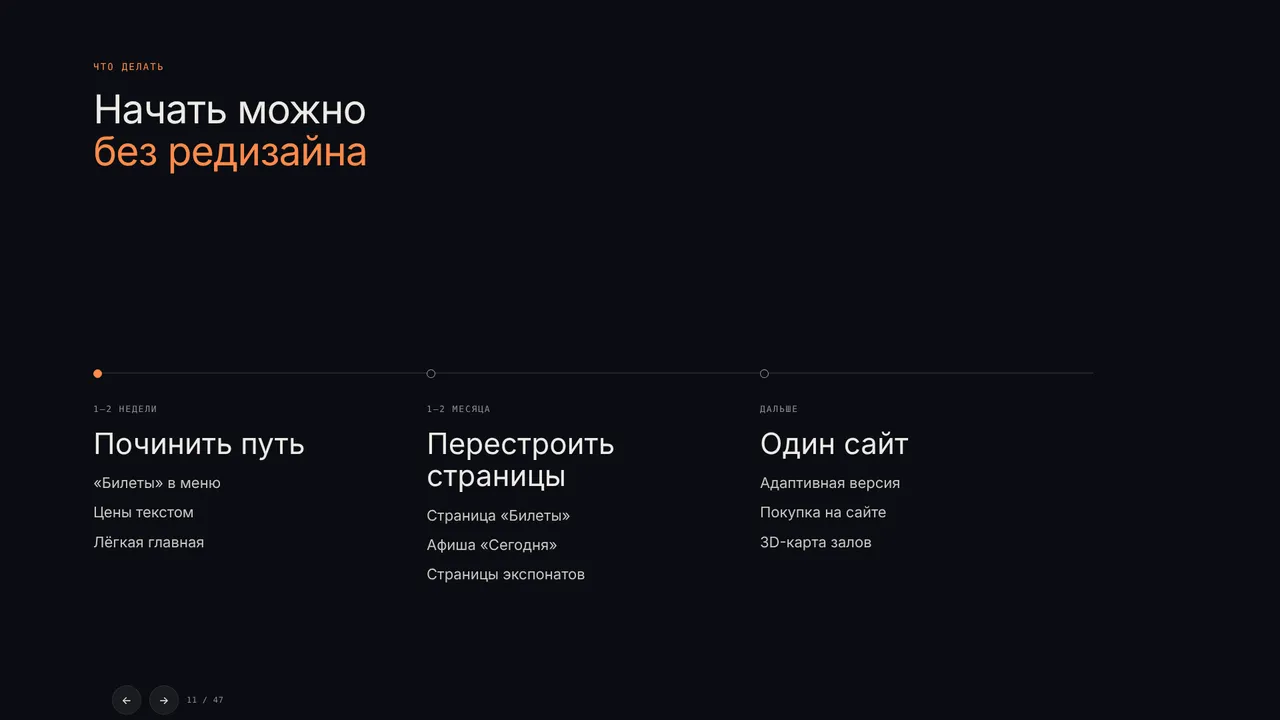 ЧТО ДЕЛАТЬ
Начать можно
без редизайна
1–2 НЕДЕЛИ
Починить путь
«Билеты» в меню
Цены текстом
Лёгкая главная
1–2 МЕСЯЦА
Перестроить
страницы
Страница «Билеты»
Афиша «Сегодня»
Страницы экспонатов
ДАЛЬШЕ
Один сайт
Адаптивная версия
Покупка на сайте
3D-карта залов
← → 11 / 47